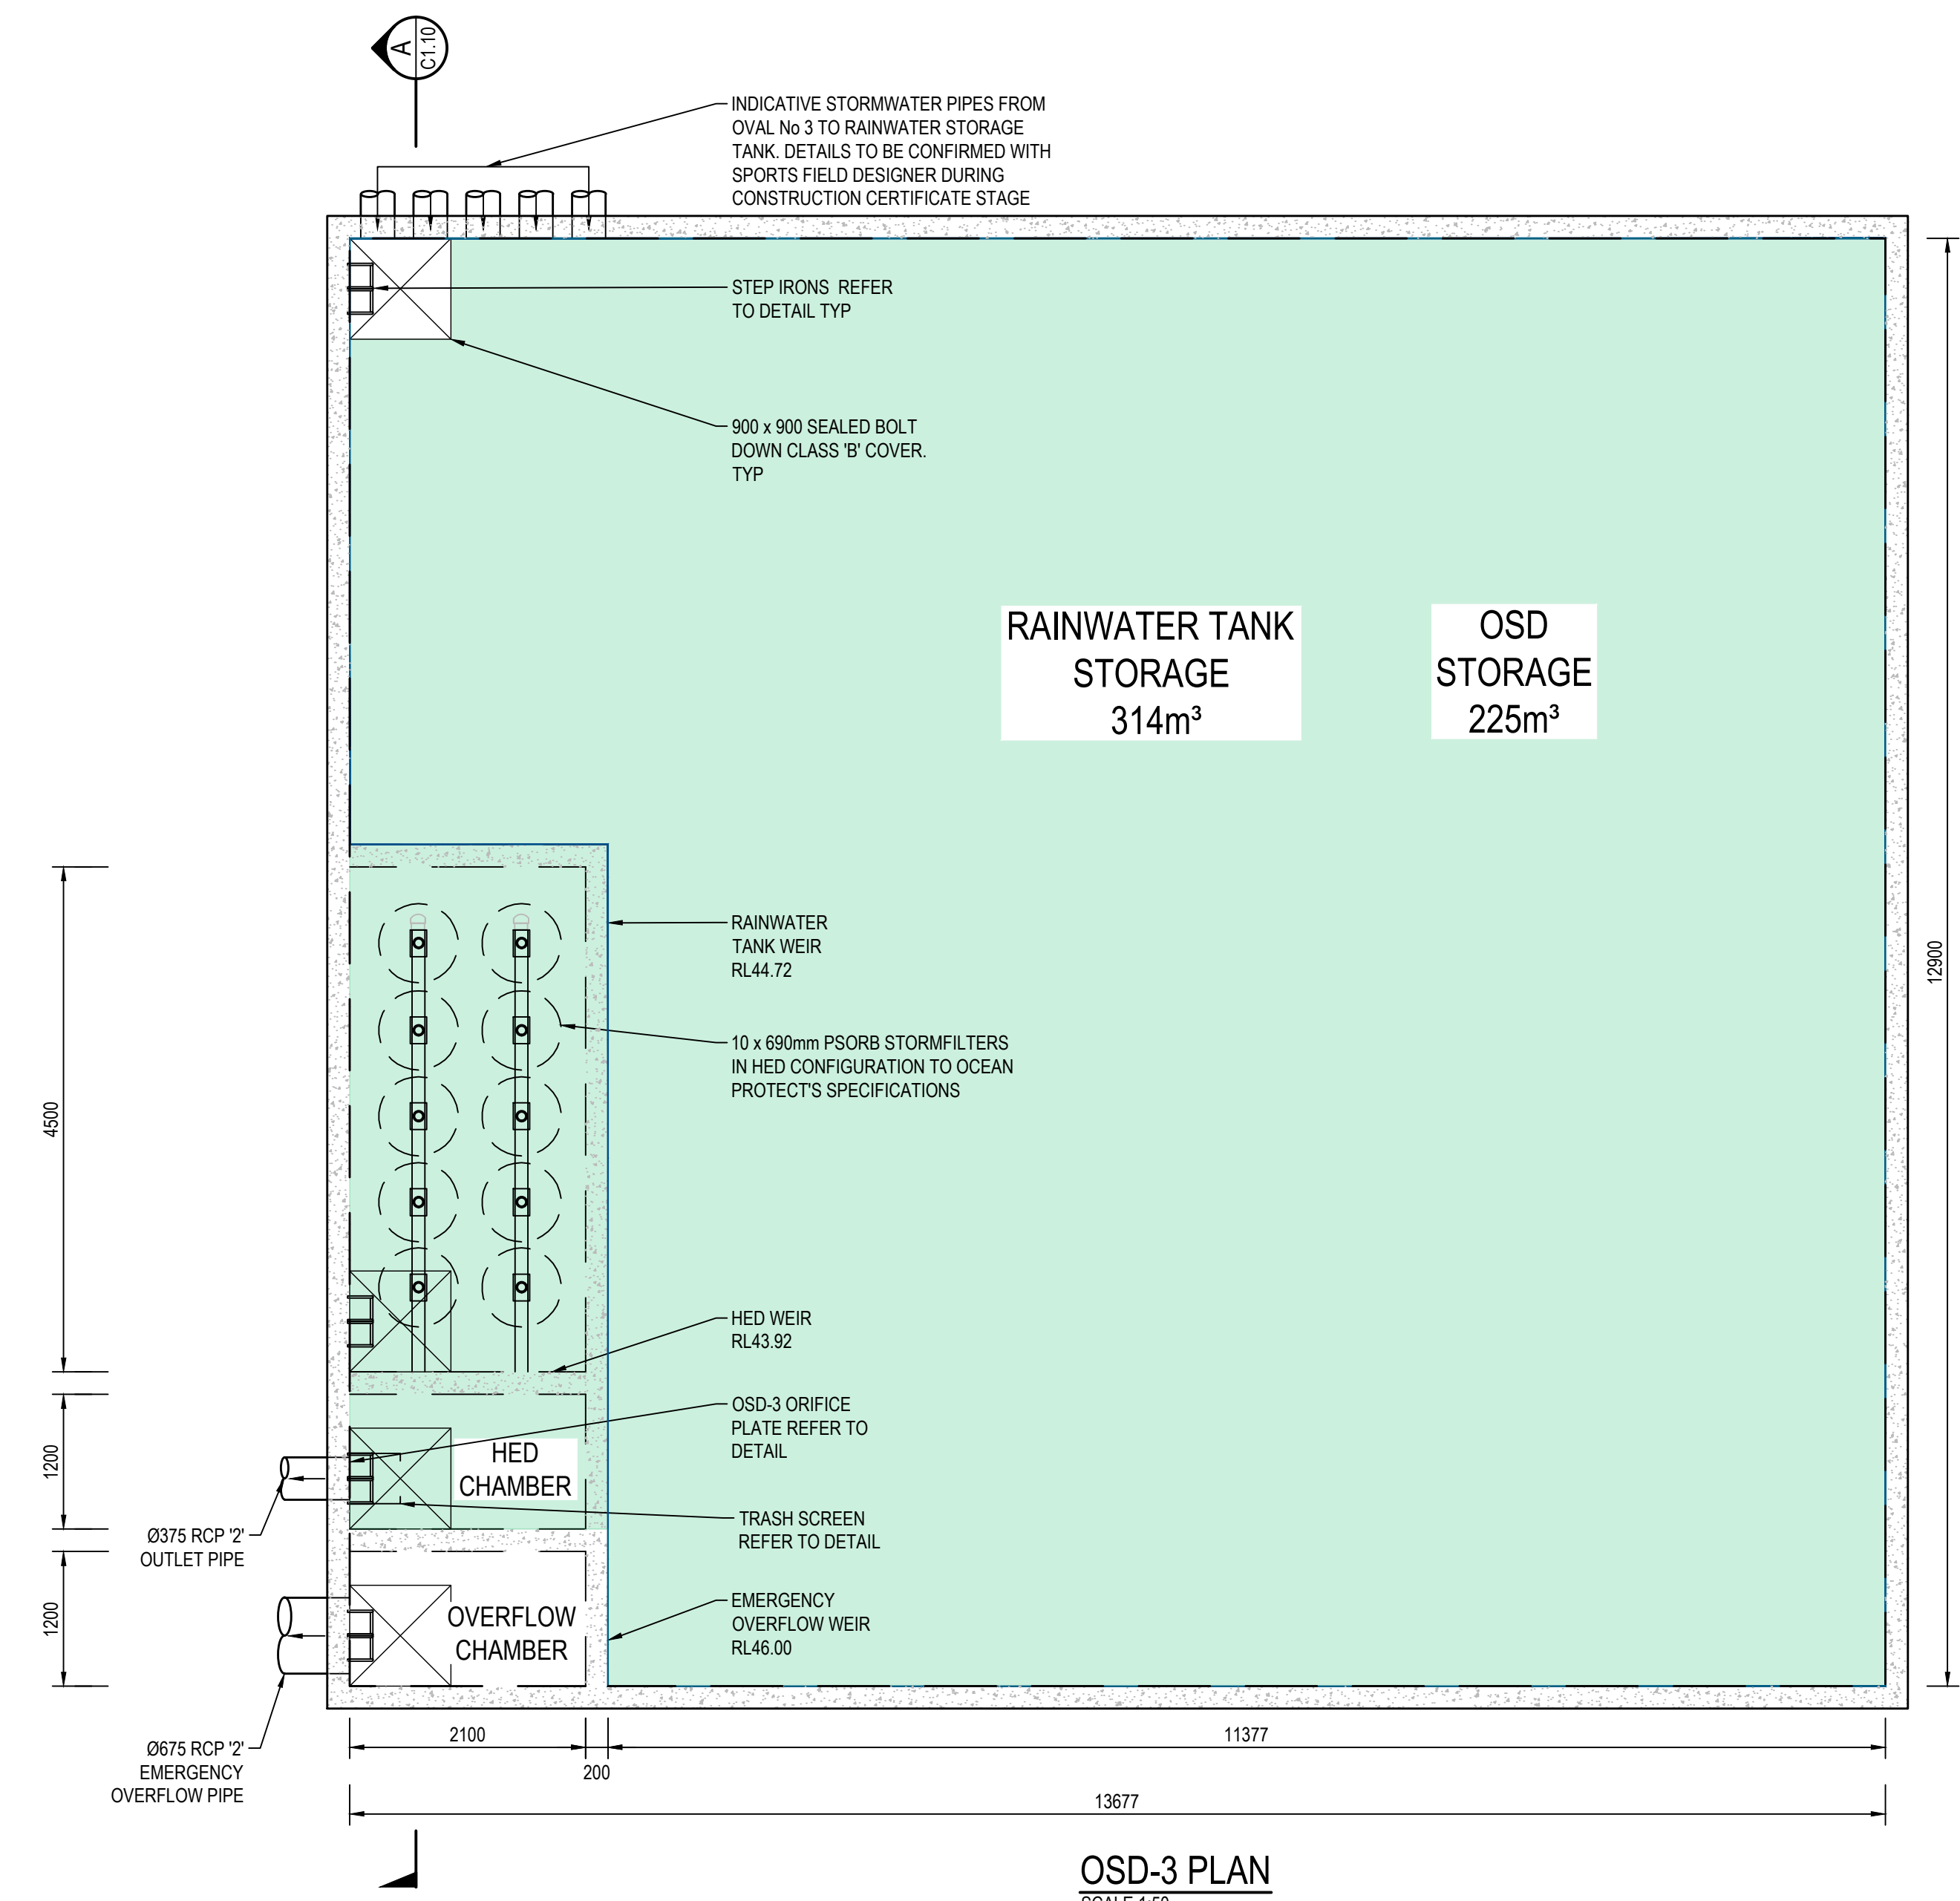 A
C1.10
INDICATIVE STORMWATER PIPES FROM
OVAL No 3 TO RAINWATER STORAGE
TANK. DETAILS TO BE CONFIRMED WITH
SPORTS FIELD DESIGNER DURING
CONSTRUCTION CERTIFICATE STAGE
STEP IRONS REFER
TO DETAIL TYP
900 x 900 SEALED BOLT
DOWN CLASS 'B' COVER.
TYP
RAINWATER TANK
STORAGE
314m³
OSD
STORAGE
225m³
12900
RAINWATER
TANK WEIR
RL44.72
10 x 690mm PSORB STORMFILTERS
IN HED CONFIGURATION TO OCEAN
PROTECT'S SPECIFICATIONS
4500
HED WEIR
RL43.92
OSD-3 ORIFICE
PLATE REFER TO
DETAIL
1200
HED
CHAMBER
TRASH SCREEN
REFER TO DETAIL
Ø375 RCP '2'
OUTLET PIPE
1200
OVERFLOW
CHAMBER
EMERGENCY
OVERFLOW WEIR
RL46.00
Ø675 RCP '2'
EMERGENCY
OVERFLOW PIPE
2100
200
11377
13677
OSD-3 PLAN
SCALE 1:50